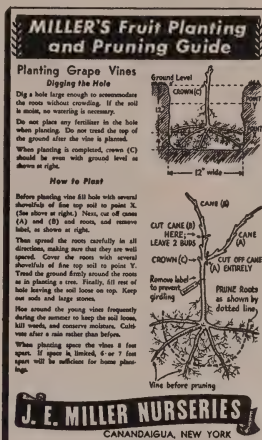 MILLER'S Fruit Planting
and Pruning Guide
Planting Grape Vines
Digging the Hole
Dig a hole large enough to accommodate
the roots without crowding. If the soil
is moist, no watering is necessary.
Do not place any fertilizer in the hole
when planting. Do not tread the top of
the ground after the vine is planted.
When planting is completed, crown (C)
should be even with ground level as
shown at right.
How to Plant
Before planting vine fill hole with several
shovelfuls of fine top soil to point X.
(See above at right.) Next, cut off canes
(A) and (B) and roots, and remove
label, as shown at right.
Then spread the roots carefully in all
directions, making sure that they are well
spaced. Cover the roots with several
shovelfuls of fine top soil to point Y.
Tread the ground firmly around the roots
as in planting a tree. Finally, fill rest of
hole leaving the soil loose on top. Keep
out sods and large stones.
Hoe around the young vines frequently
during the summer to keep the soil loose,
kill weeds, and conserve moisture. Culti-
vate after a rain rather than before.
When planting space the vines 8 feet
apart. If space is limited, 6 or 7 feet
apart will be sufficient for home plant-
ings.
Ground Level
CROWN (C)
POINT
12" wide
CANE (B)
CUT CANE (B)
HERE;
LEAVE 2 BUDS
CANE
(A)
CROWN (C)
CUT OFF CANE
(A) ENTIRELY
Remove label
to prevent
girdling
PRUNE Roots
as shown by
dotted line
Vine before pruning
J. E. MILLER NURSERIES
CANANDAIGUA, NEW YORK